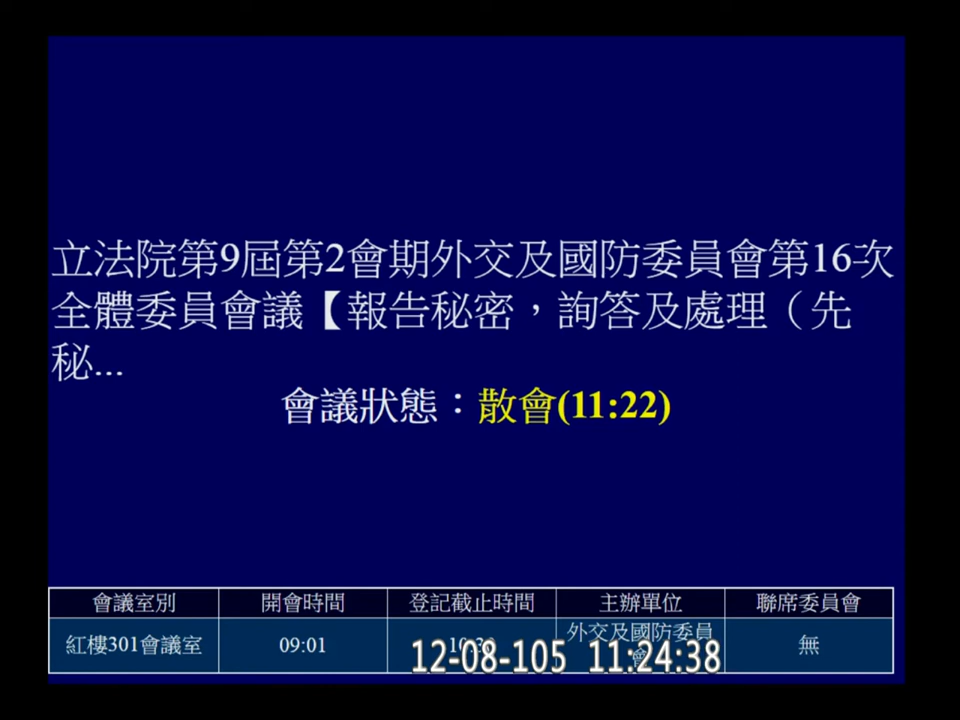 立法院第9屆第2會期外交及國防委員會第16次
全體委員會議【報告秘密，詢答及處理（先
秘...
會議狀態：散會(11:22)
會議室別 開會時間 登記截止時間 主辦單位 聯席委員會
紅樓301會議室 09:01 外交及國防委員會 無
12-08-105 11:24:38